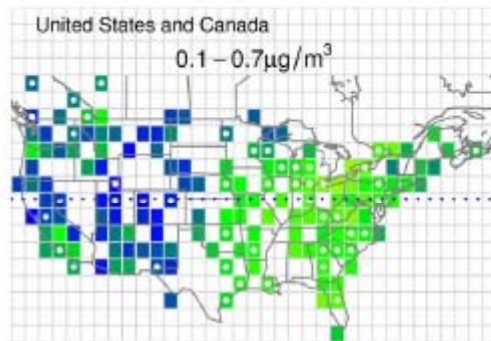 United States and Canada
0.1 – 0.7μg/m³